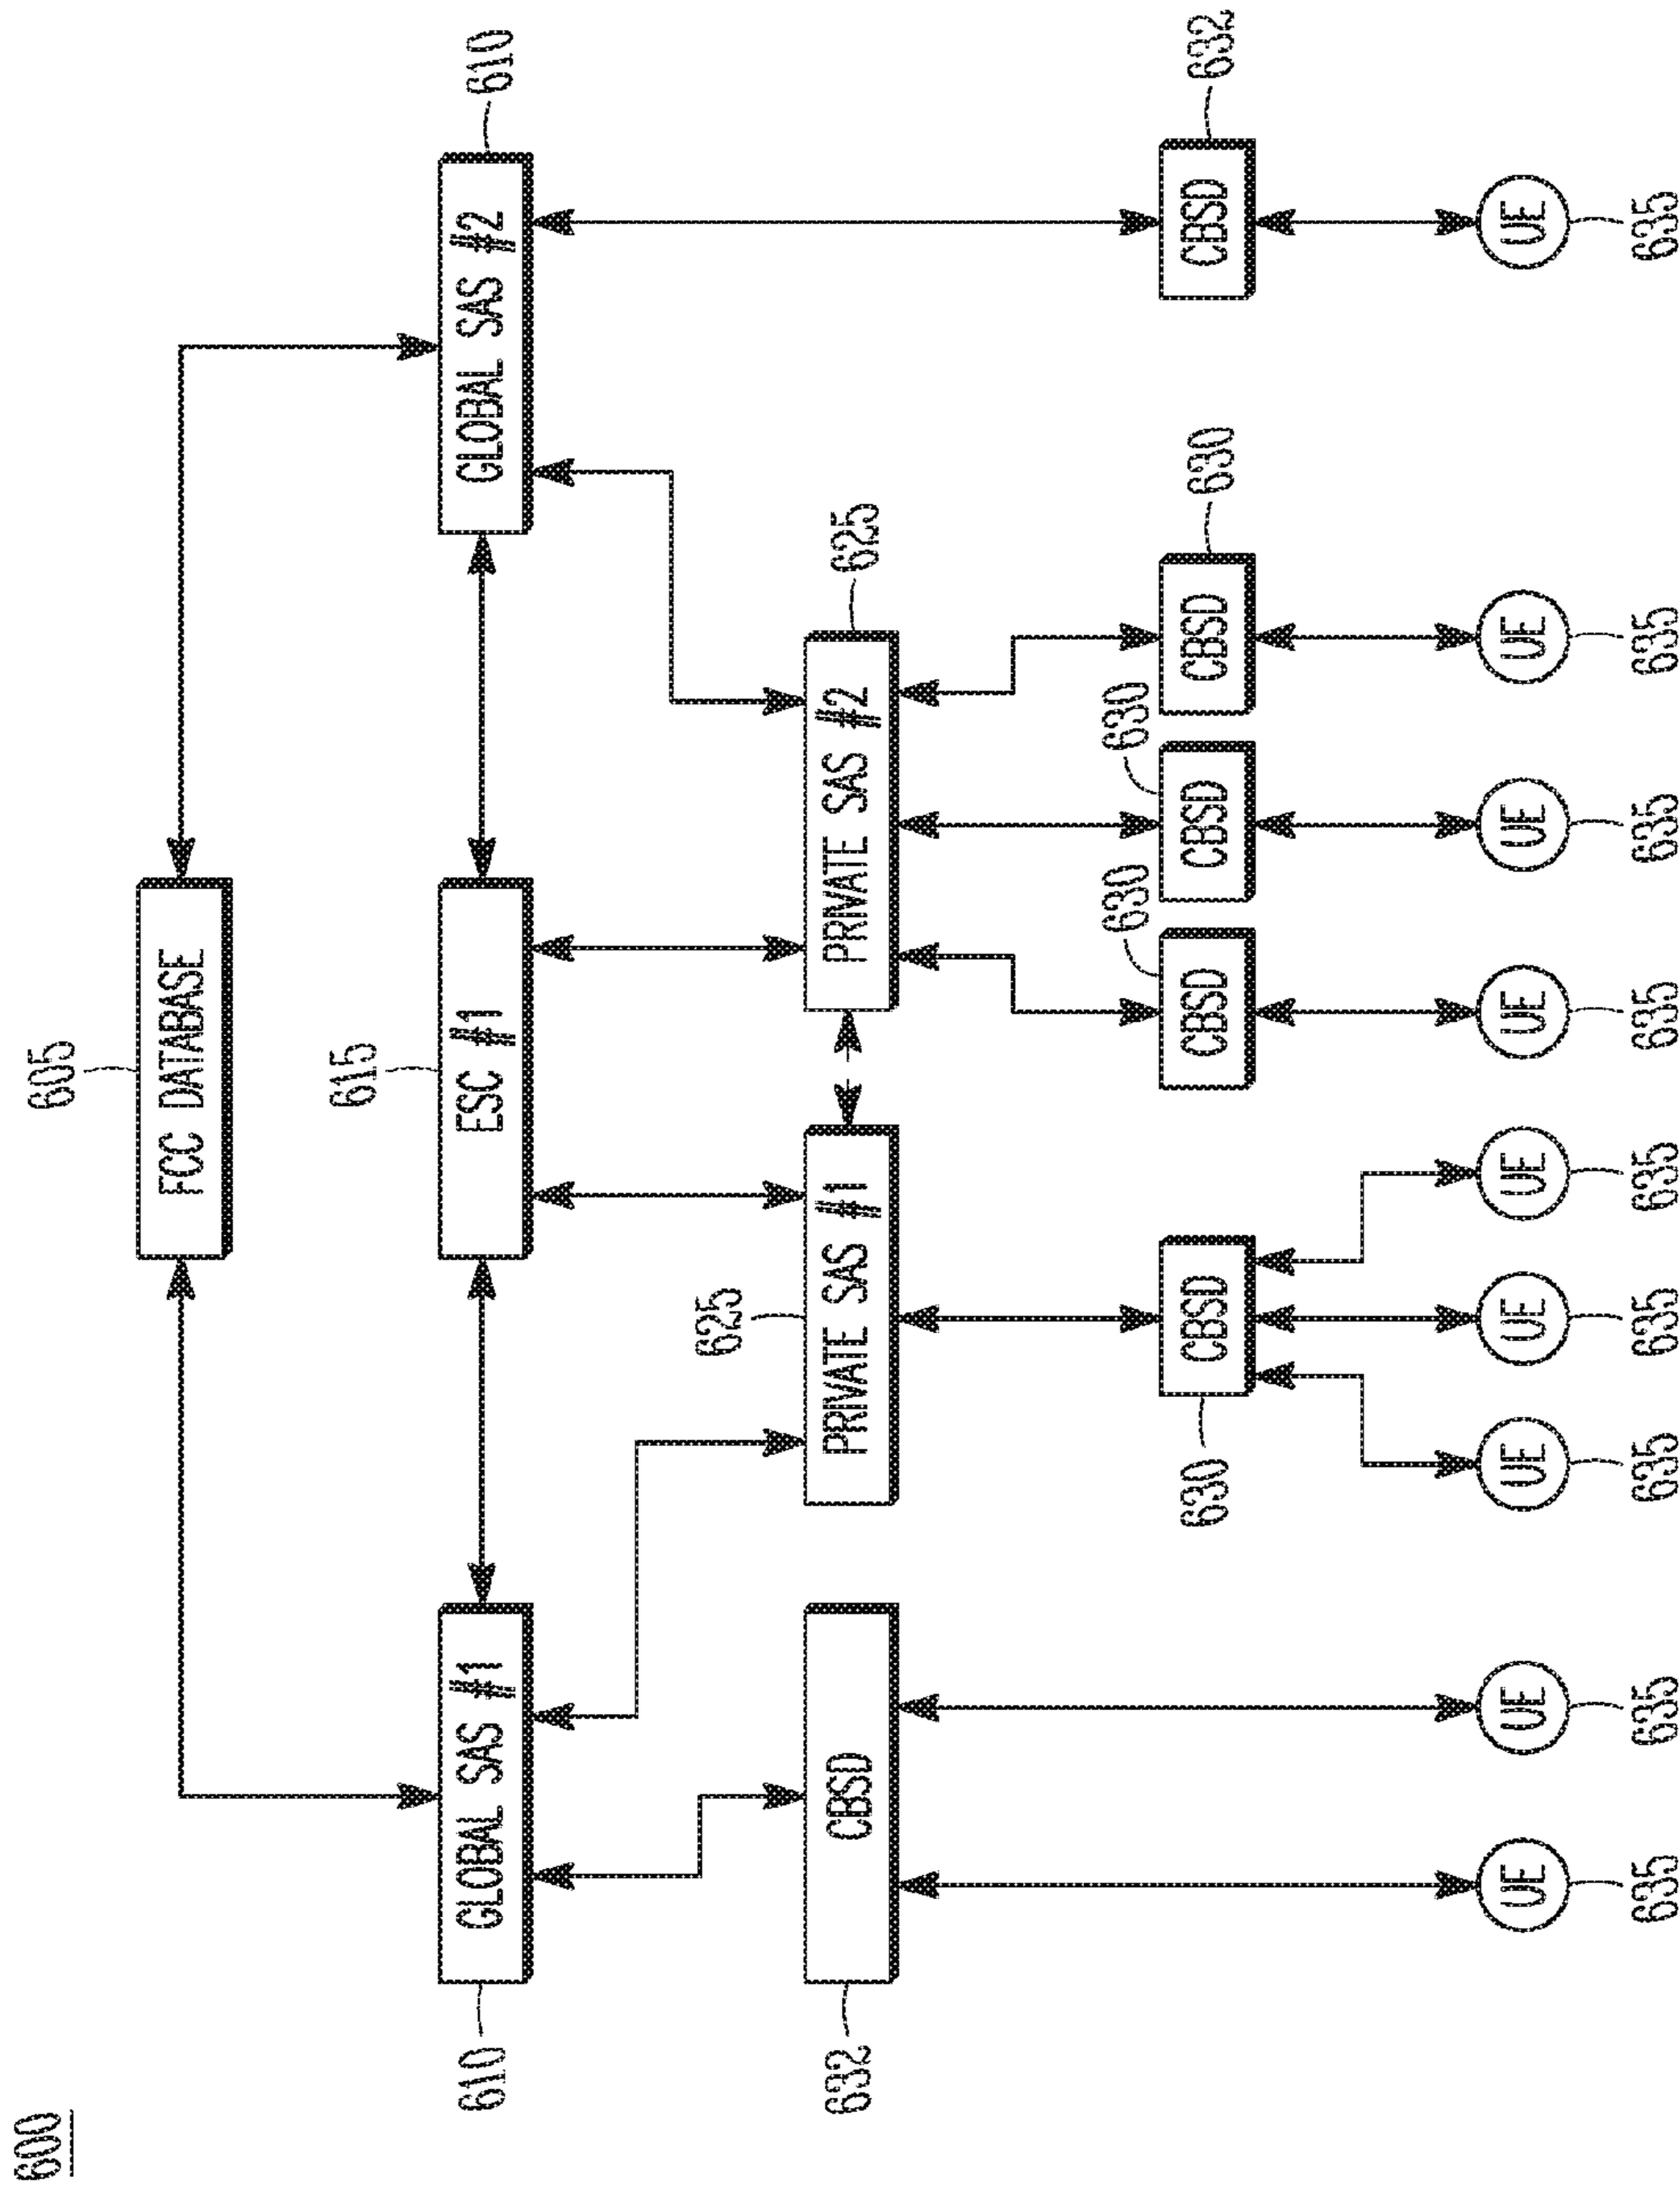 600
605
FCC DATABASE
610
GLOBAL SAS #1
615
ESC #1
GLOBAL SAS #2
610
632
CBSD
625
PRIVATE SAS #1
PRIVATE SAS #2
625
630
CBSD
630
CBSD
630
CBSD
CBSD
630
CBSD
632
UE
UE
UE
UE
UE
UE
UE
UE
UE
635
635
635
635
635
635
635
635
635